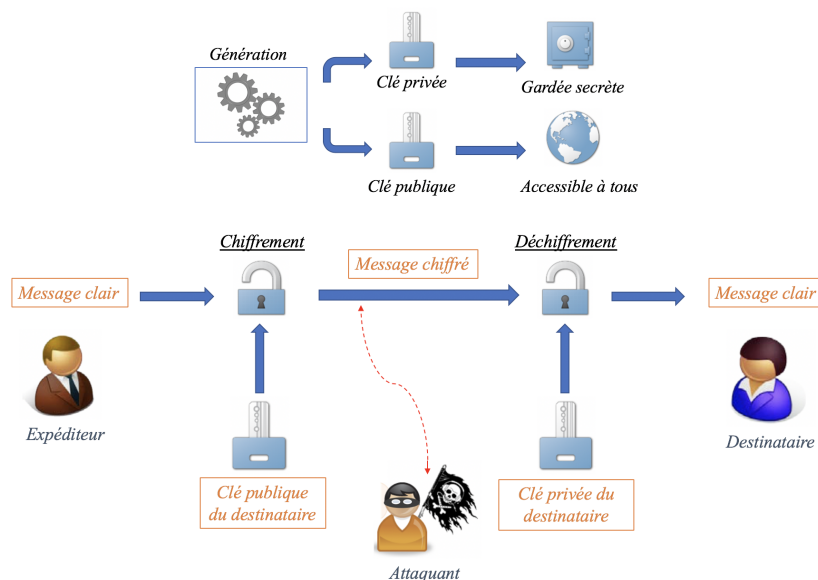 Génération
Clé privée
Gardée secrète
Clé publique
Accessible à tous
Chiffrement
Déchiffrement
Message clair
Message chiffré
Message clair
Expéditeur
Destinataire
Clé publique
du destinataire
Clé privée du
destinataire
Attaquant